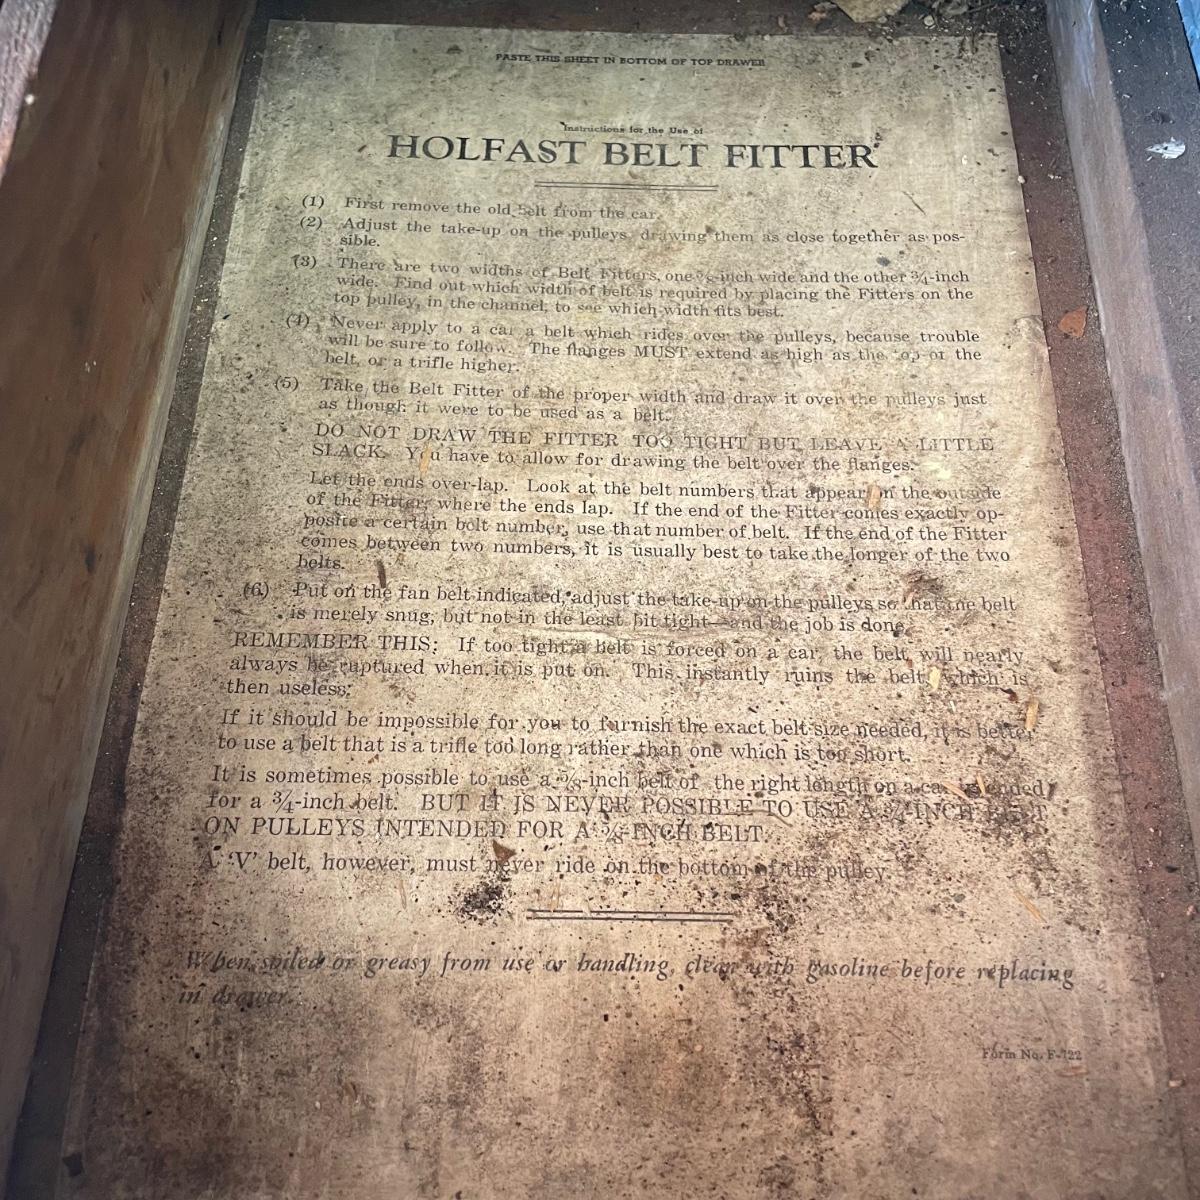 PASTE THIS SHEET IN BOTTOM OF TOP DRAWER
Instructions for the Use of
HOLFAST BELT FITTER
(1) First remove the old belt from the car.
(2) Adjust the take-up on the pulleys, drawing them as close together as pos-
sible.
(3) There are two widths of Belt Fitters, one ⅝-inch wide and the other ¾-inch
wide. Find out which width of belt is required by placing the Fitters on the
top pulley, in the channel, to see which width fits best.
(4) Never apply to a car a belt which rides over the pulleys, because trouble
will be sure to follow. The flanges MUST extend as high as the top of the
belt, or a trifle higher.
(5) Take the Belt Fitter of the proper width and draw it over the pulleys just
as though it were to be used as a belt.
DO NOT DRAW THE FITTER TOO TIGHT BUT LEAVE A LITTLE
SLACK. You have to allow for drawing the belt over the flanges.
Let the ends over-lap. Look at the belt numbers that appear on the outside
of the Fitter, where the ends lap. If the end of the Fitter comes exactly op-
posite a certain belt number, use that number of belt. If the end of the Fitter
comes between two numbers, it is usually best to take the longer of the two
belts.
(6) Put on the fan belt indicated, adjust the take-up on the pulleys so that the belt
is merely snug, but not in the least bit tight—and the job is done.
REMEMBER THIS: If too tight a belt is forced on a car, the belt will nearly
always be ruptured when it is put on. This instantly ruins the belt, which is
then useless.
If it should be impossible for you to furnish the exact belt size needed, it is better
to use a belt that is a trifle too long rather than one which is too short.
It is sometimes possible to use a ⅝-inch belt of the right length on a car intended
for a ¾-inch belt. BUT IT IS NEVER POSSIBLE TO USE A ¾-INCH BELT
ON PULLEYS INTENDED FOR A ⅝-INCH BELT.
A 'V' belt, however, must never ride on the bottom of the pulley.
When soiled or greasy from use or handling, clean with gasoline before replacing
in drawer.
Form No. F-122